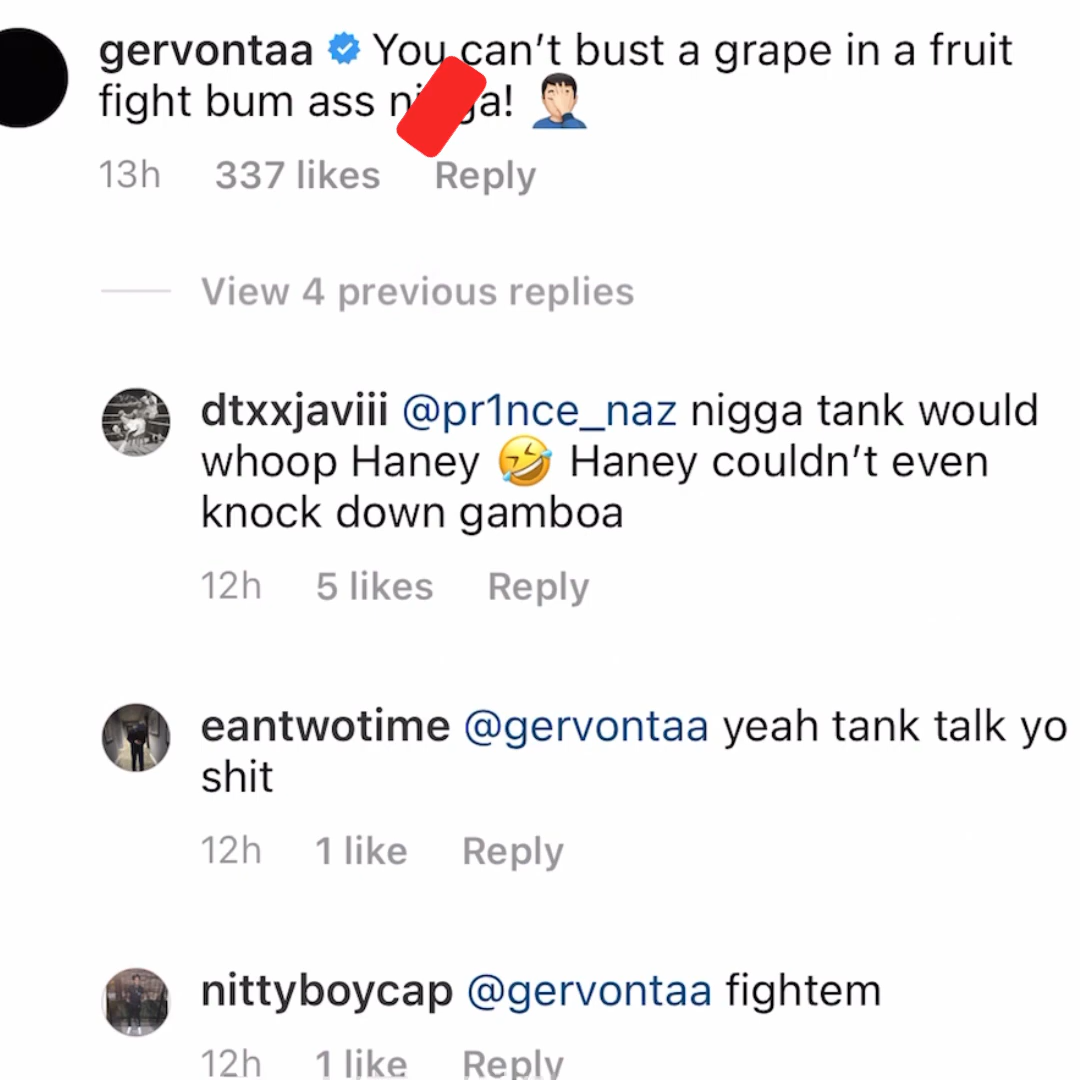 gervontaa You can't bust a grape in a fruit
fight bum ass ni ga! 🤦🏻‍♂️
13h 337 likes Reply
View 4 previous replies
dtxxjaviii @pr1nce_naz nigga tank would
whoop Haney 🤣 Haney couldn't even
knock down gamboa
12h 5 likes Reply
eantwotime @gervontaa yeah tank talk yo
shit
12h 1 like Reply
nittyboycap @gervontaa fightem
12h 1 like Reply